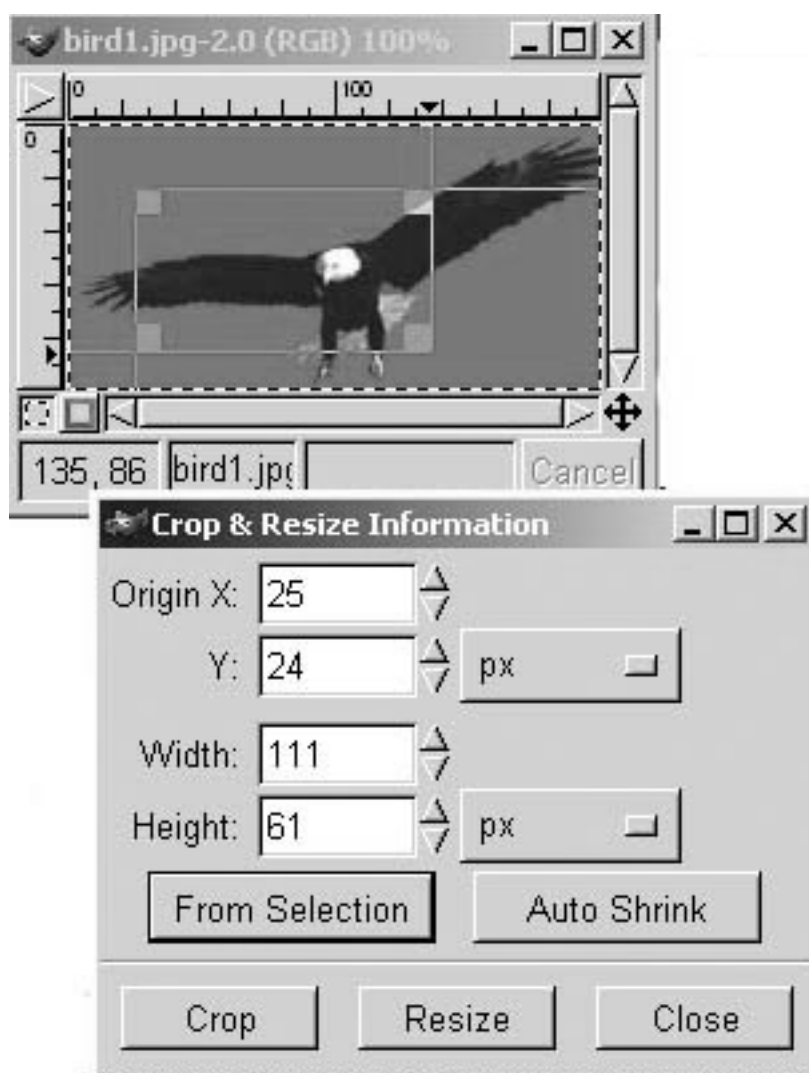 bird1.jpg-2.0 (RGB) 100%
0 100
0
135, 86 bird1.jpg Cancel
Crop & Resize Information
Origin X: 25
Y: 24 px
Width: 111
Height: 61 px
From Selection Auto Shrink
Crop Resize Close